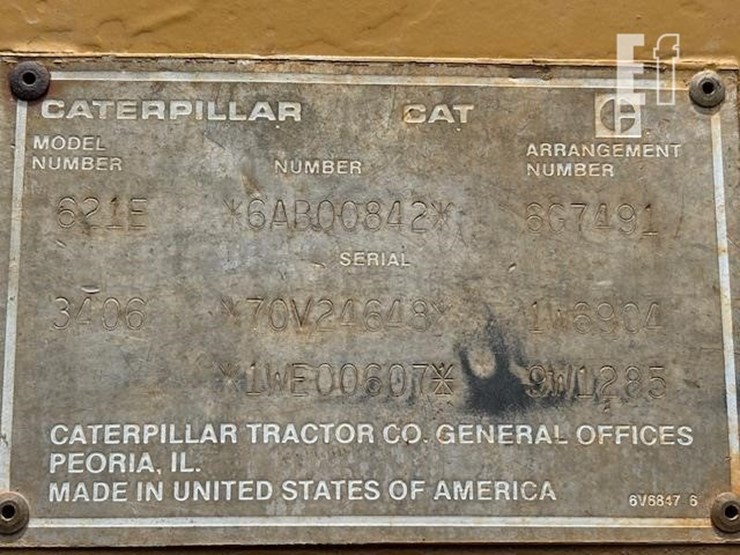 Ef
CATERPILLAR CAT
MODEL NUMBER NUMBER ARRANGEMENT NUMBER
621E *6AB00842* 6G7491
SERIAL
3406 *70V24648* 1W6904
*1WE00607* 9W1285
CATERPILLAR TRACTOR CO. GENERAL OFFICES
PEORIA, IL.
MADE IN UNITED STATES OF AMERICA 6V6847 6